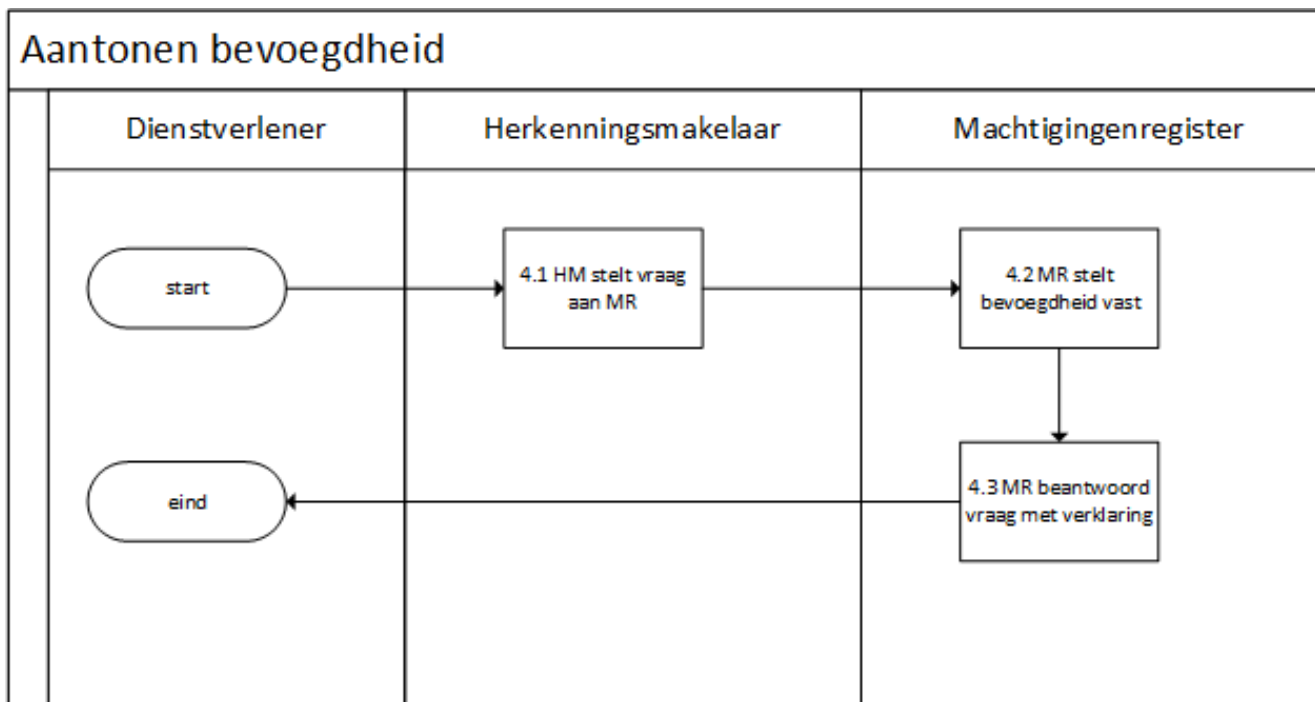 Aantonen bevoegdheid
Dienstverlener
Herkenningsmakelaar
Machtigingenregister
start
4.1 HM stelt vraag
aan MR
4.2 MR stelt
bevoegdheid vast
eind
4.3 MR beantwoord
vraag met verklaring